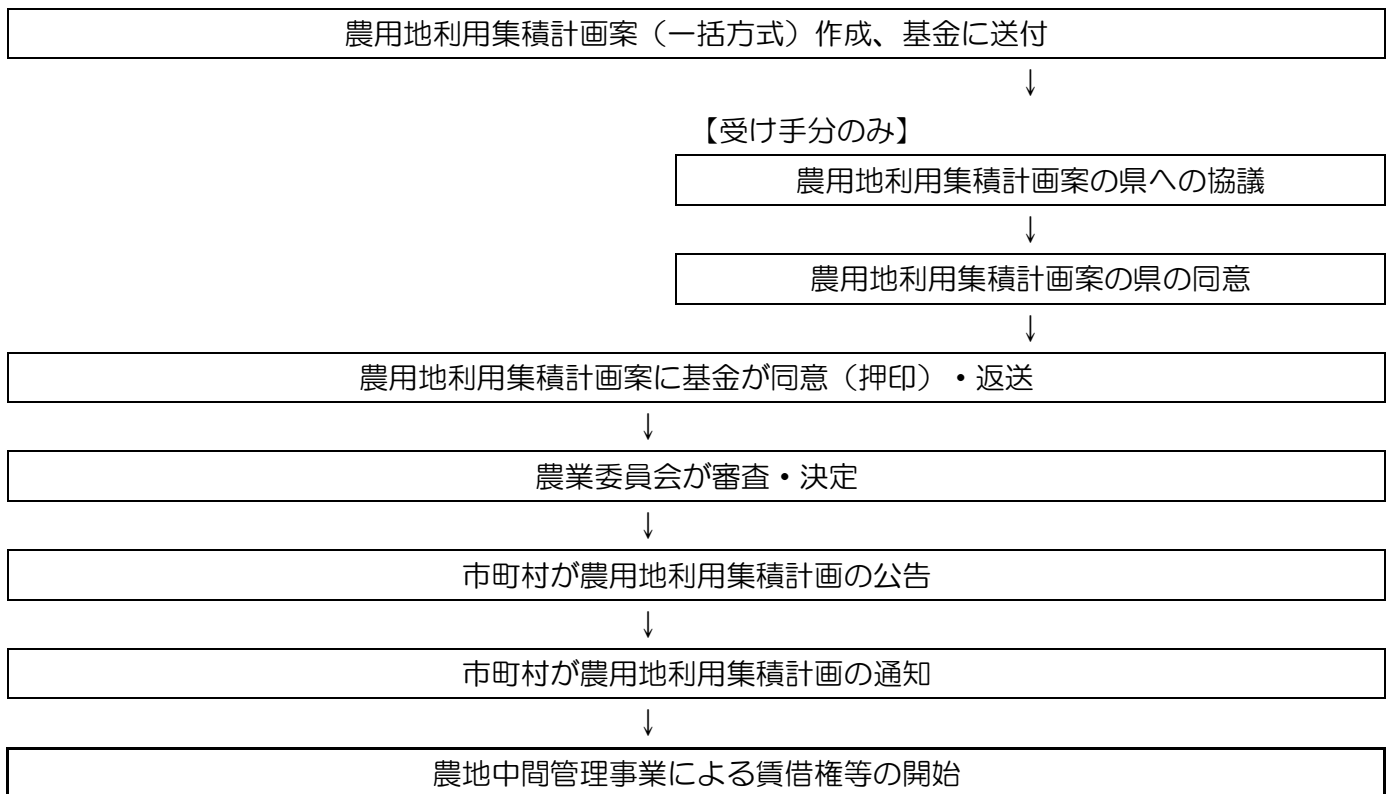 農用地利用集積計画案（一括方式）作成、基金に送付
↓
【受け手分のみ】
農用地利用集積計画案の県への協議
↓
農用地利用集積計画案の県の同意
↓
農用地利用集積計画案に基金が同意（押印）・返送
↓
農業委員会が審査・決定
↓
市町村が農用地利用集積計画の公告
↓
市町村が農用地利用集積計画の通知
↓
農地中間管理事業による賃借権等の開始